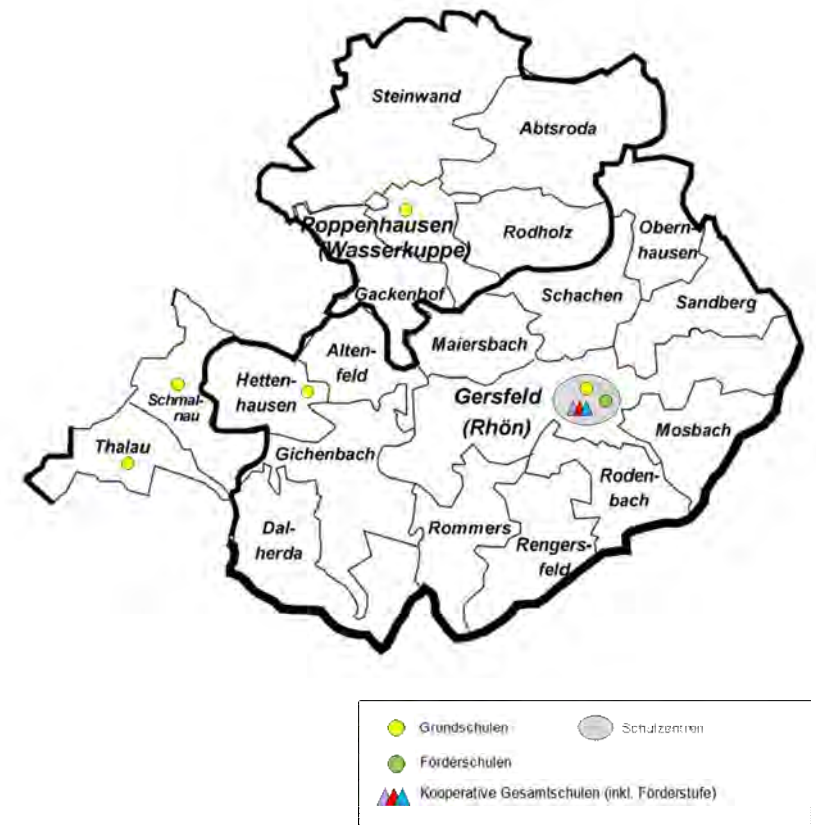 Steinwand
Abtsroda
Poppenhausen
(Wasserkuppe)
Rodholz
Obern-
hausen
Gackenhof
Schachen
Sandberg
Alten-
feld
Maiersbach
Hetten-
hausen
Schmal-
nau
Gersfeld
(Rhön)
Mosbach
Thalau
Gichenbach
Roden-
bach
Dal-
herda
Rommers
Rengers-
feld
Grundschulen
Schulzentren
Förderschulen
Kooperative Gesamtschulen (inkl. Förderstufe)